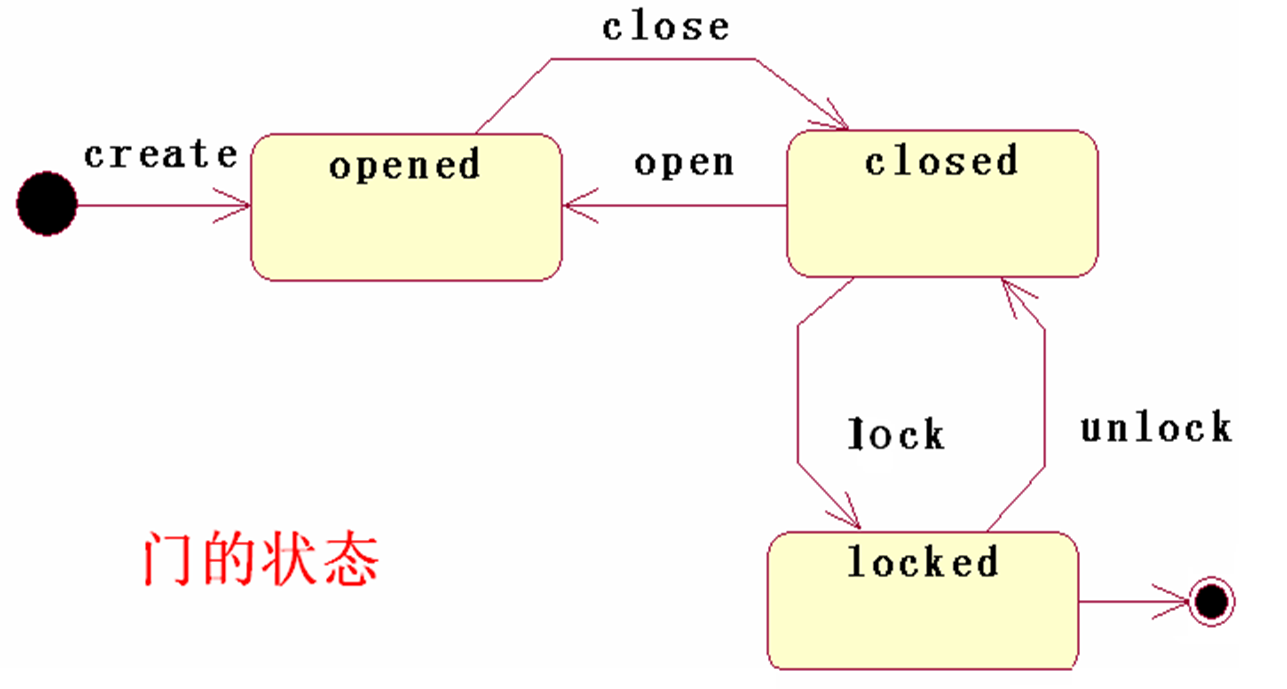 close
create
opened
open
closed
lock
unlock
门的状态
locked